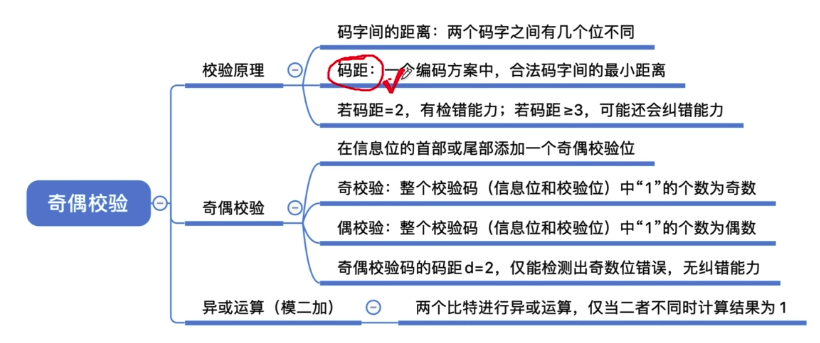 码字间的距离：两个码字之间有几个位不同
校验原理
码距：一个编码方案中，合法码字间的最小距离
若码距=2，有检错能力；若码距≥3，可能还会纠错能力
在信息位的首部或尾部添加一个奇偶校验位
奇校验：整个校验码（信息位和校验位）中“1”的个数为奇数
奇偶校验
奇偶校验
偶校验：整个校验码（信息位和校验位）中“1”的个数为偶数
奇偶校验码的码距d=2，仅能检测出奇数位错误，无纠错能力
异或运算（模二加）
两个比特进行异或运算，仅当二者不同时计算结果为1